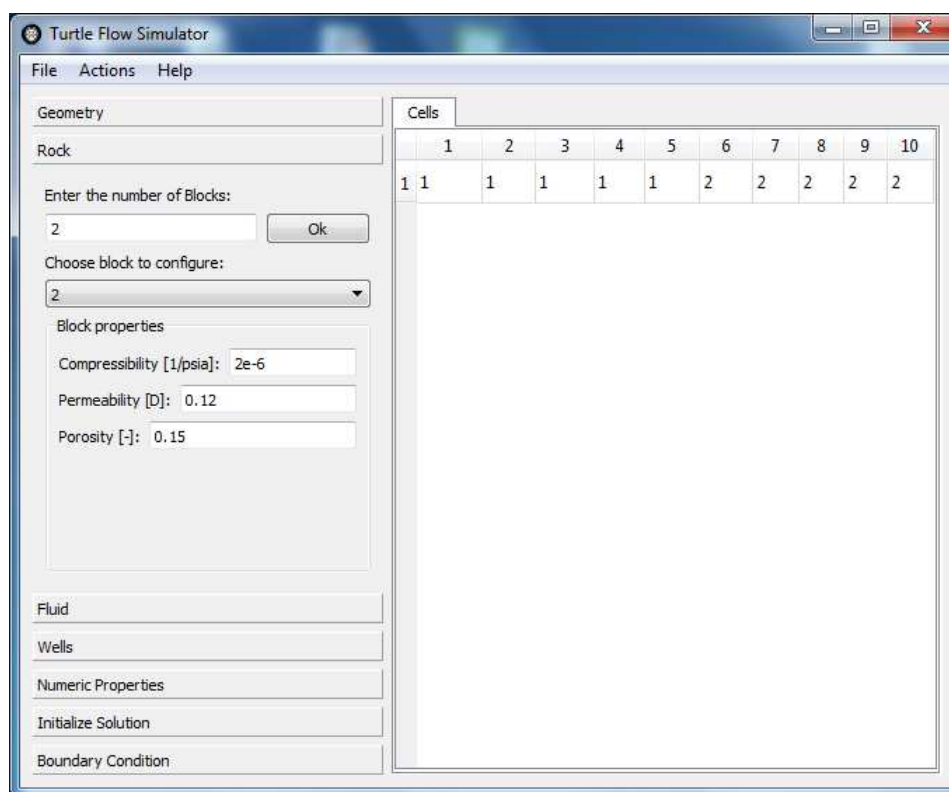 Turtle Flow Simulator
File Actions Help
Geometry
Rock
Enter the number of Blocks:
2 Ok
Choose block to configure:
2
Block properties
Compressibility [1/psia]: 2e-6
Permeability [D]: 0.12
Porosity [-]: 0.15
Fluid
Wells
Numeric Properties
Initialize Solution
Boundary Condition
Cells
1 2 3 4 5 6 7 8 9 10
1 1 1 1 1 1 2 2 2 2 2